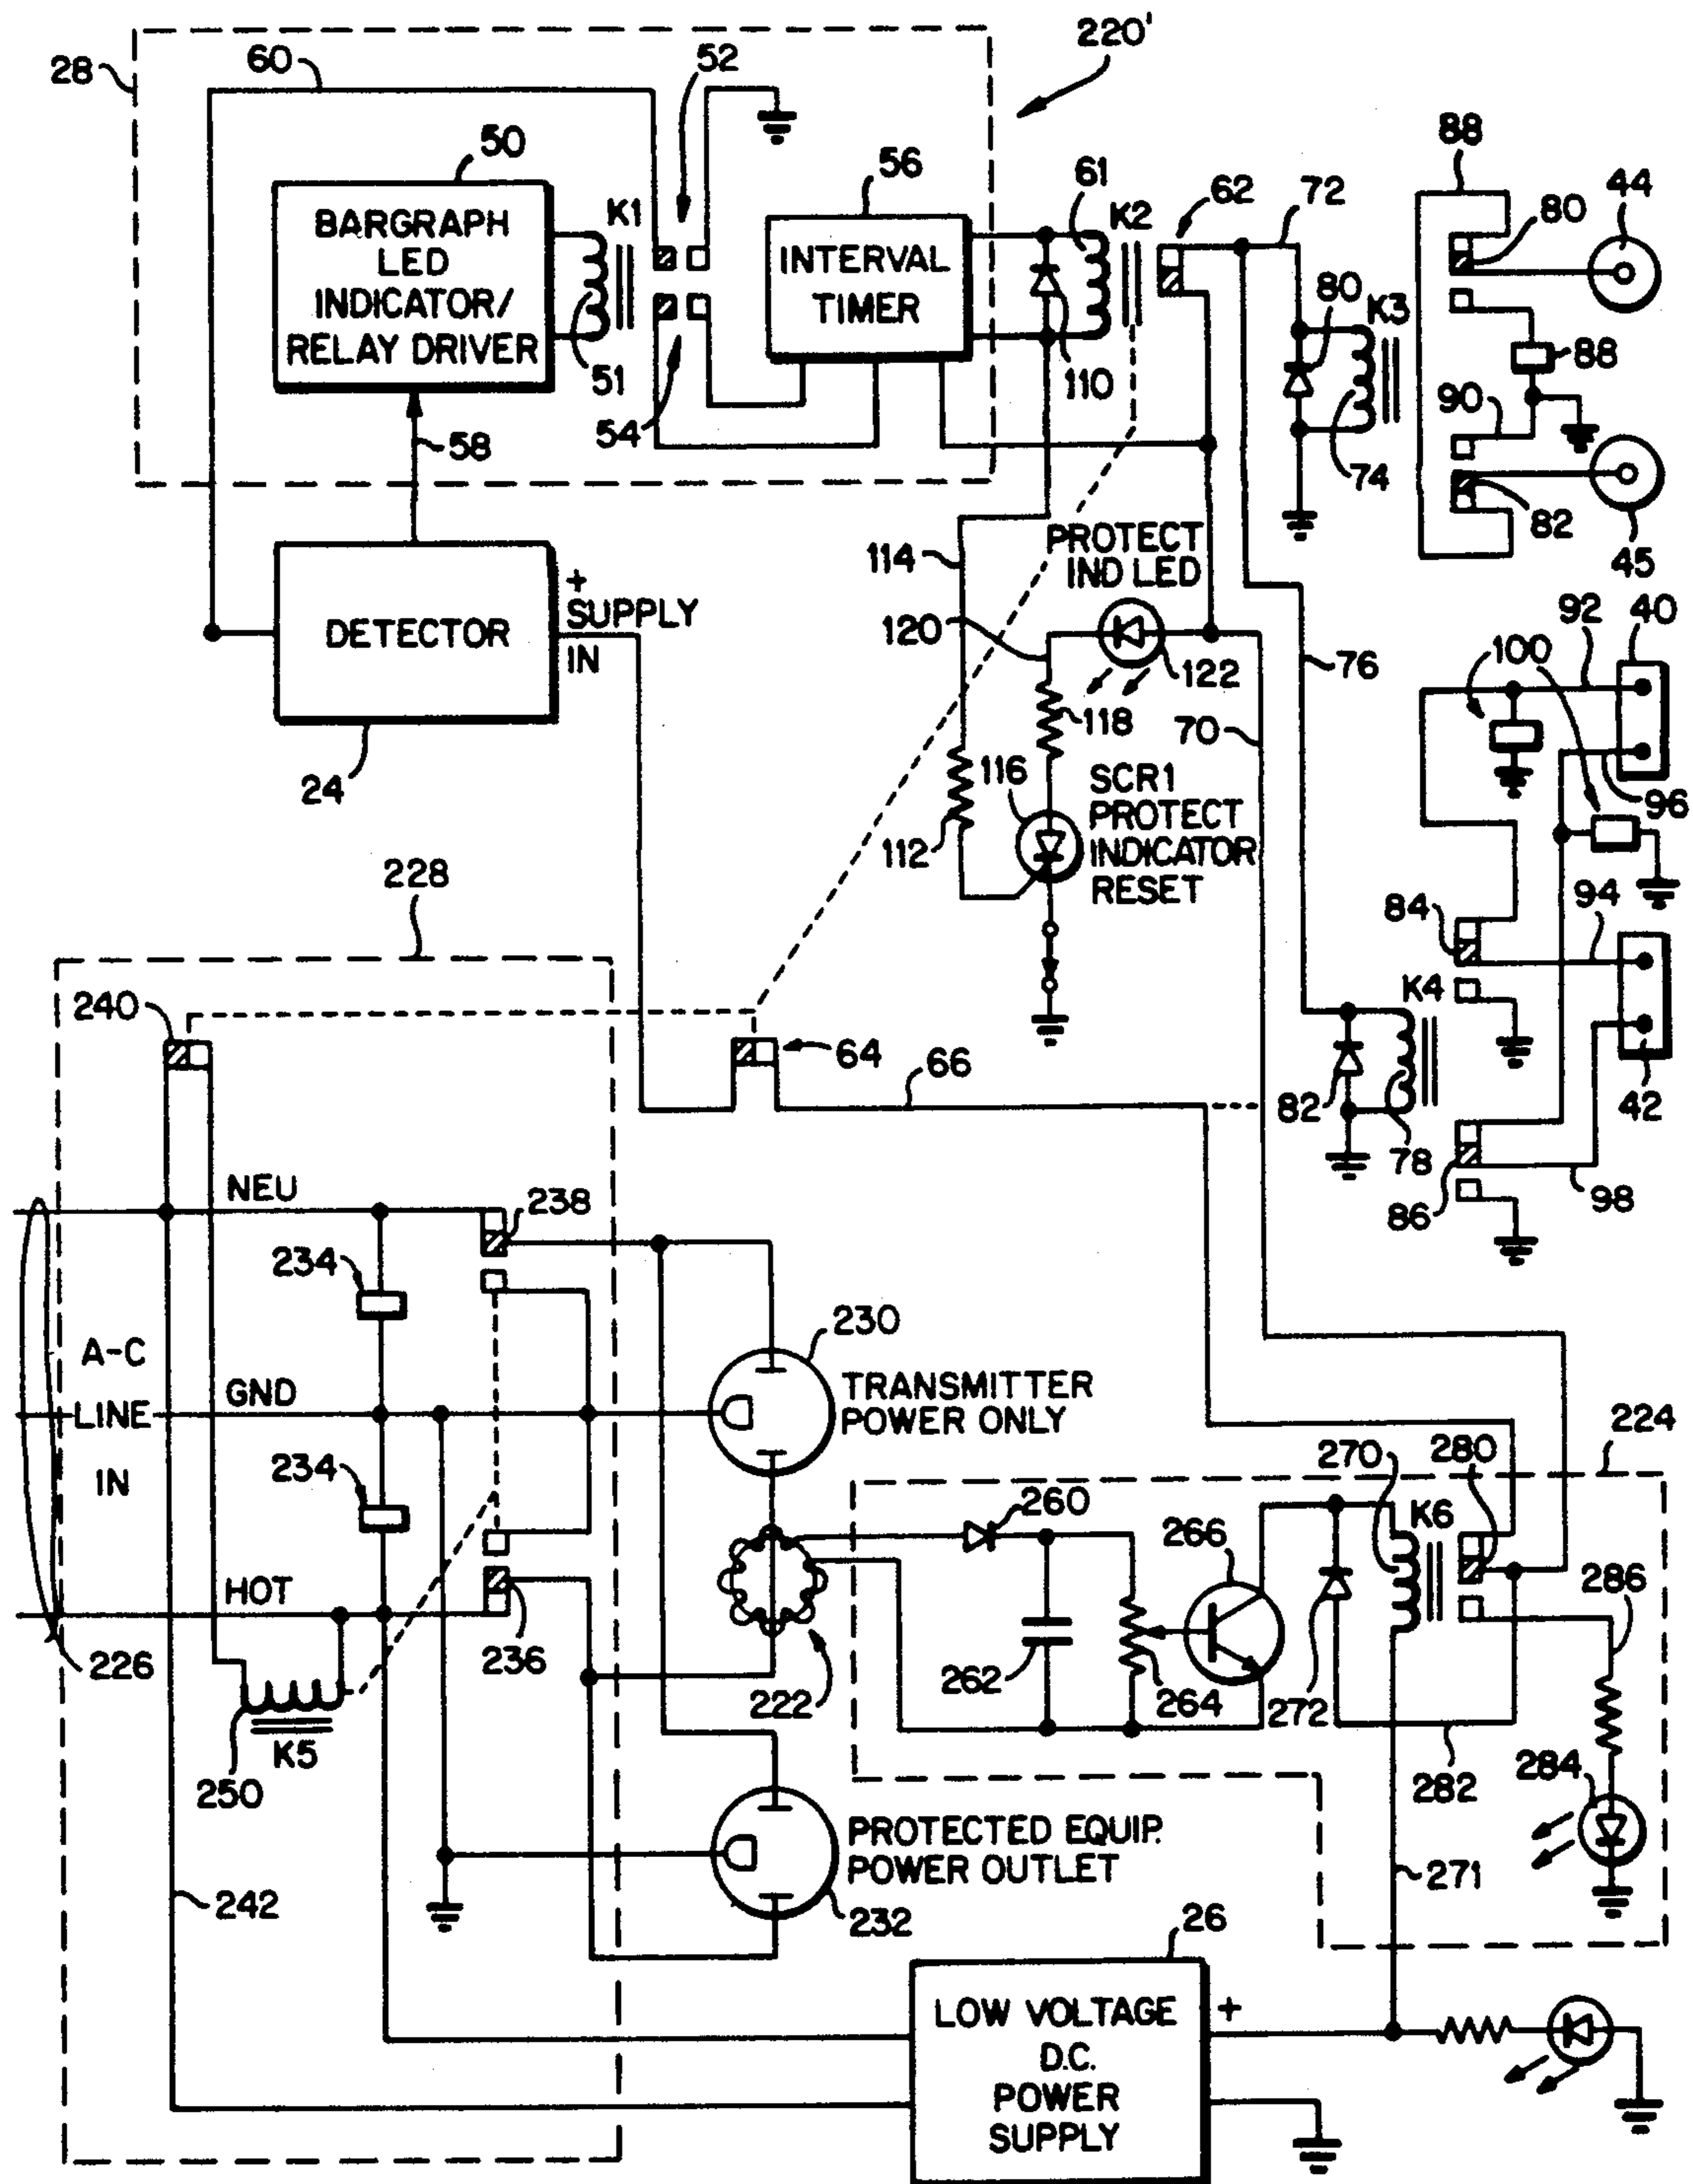 220'
28
60
52
50
BARGRAPH
LED
INDICATOR/
RELAY DRIVER
K1
51
54
56
INTERVAL
TIMER
61
K2
62
72
110
80
K3
74
88
80
44
88
90
82
45
58
DETECTOR
+
SUPPLY
IN
24
114
PROTECT
IND LED
120
122
118
70
76
112
116
SCR1
PROTECT
INDICATOR
RESET
92
40
100
96
94
84
K4
42
82
78
86
98
228
240
64
66
NEU
238
234
A-C
LINE
IN
GND
234
HOT
226
236
K5
250
230
TRANSMITTER
POWER ONLY
222
224
260
262
264
266
270
280
K6
272
286
284
282
271
PROTECTED EQUIP.
POWER OUTLET
232
242
26
LOW VOLTAGE
D.C.
POWER
SUPPLY
+